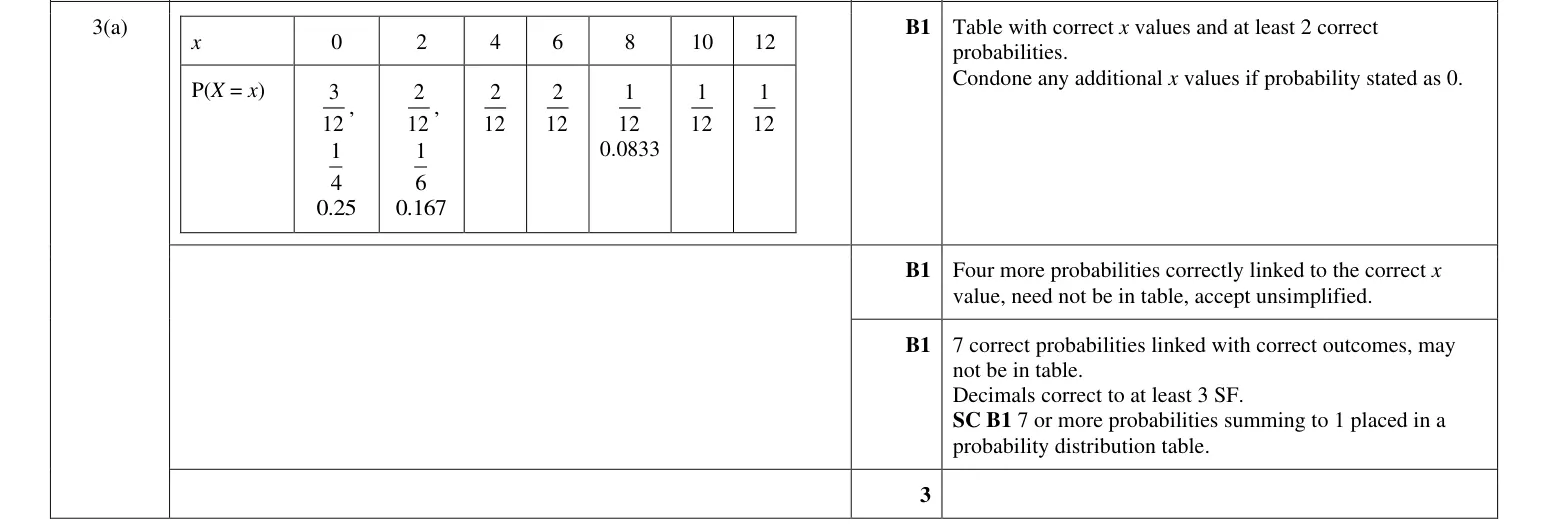 3(a)
x 0 2 4 6 8 10 12
P(X = x) 3/12, 2/12, 2/12 2/12 1/12 1/12 1/12
1/4 1/6 0.0833
0.25 0.167
B1 Table with correct x values and at least 2 correct
probabilities.
Condone any additional x values if probability stated as 0.
B1 Four more probabilities correctly linked to the correct x
value, need not be in table, accept unsimplified.
B1 7 correct probabilities linked with correct outcomes, may
not be in table.
Decimals correct to at least 3 SF.
SC B1 7 or more probabilities summing to 1 placed in a
probability distribution table.
3